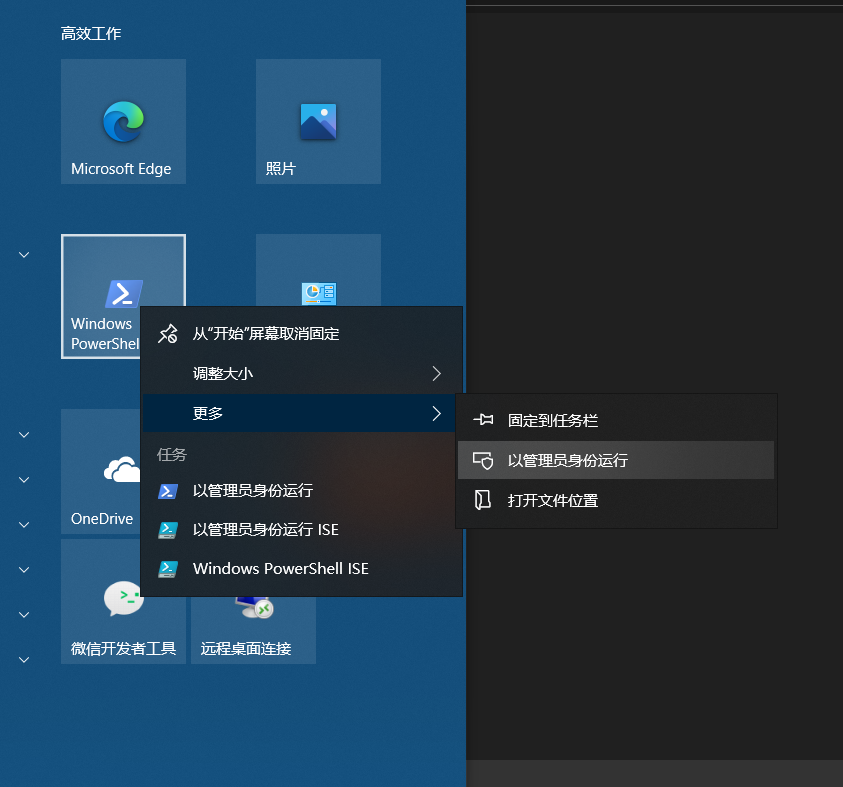 高效工作
Microsoft Edge
照片
Windows
PowerShel
从“开始”屏幕取消固定
调整大小
更多
固定到任务栏
以管理员身份运行
打开文件位置
任务
以管理员身份运行
以管理员身份运行 ISE
Windows PowerShell ISE
OneDrive
微信开发者工具
远程桌面连接